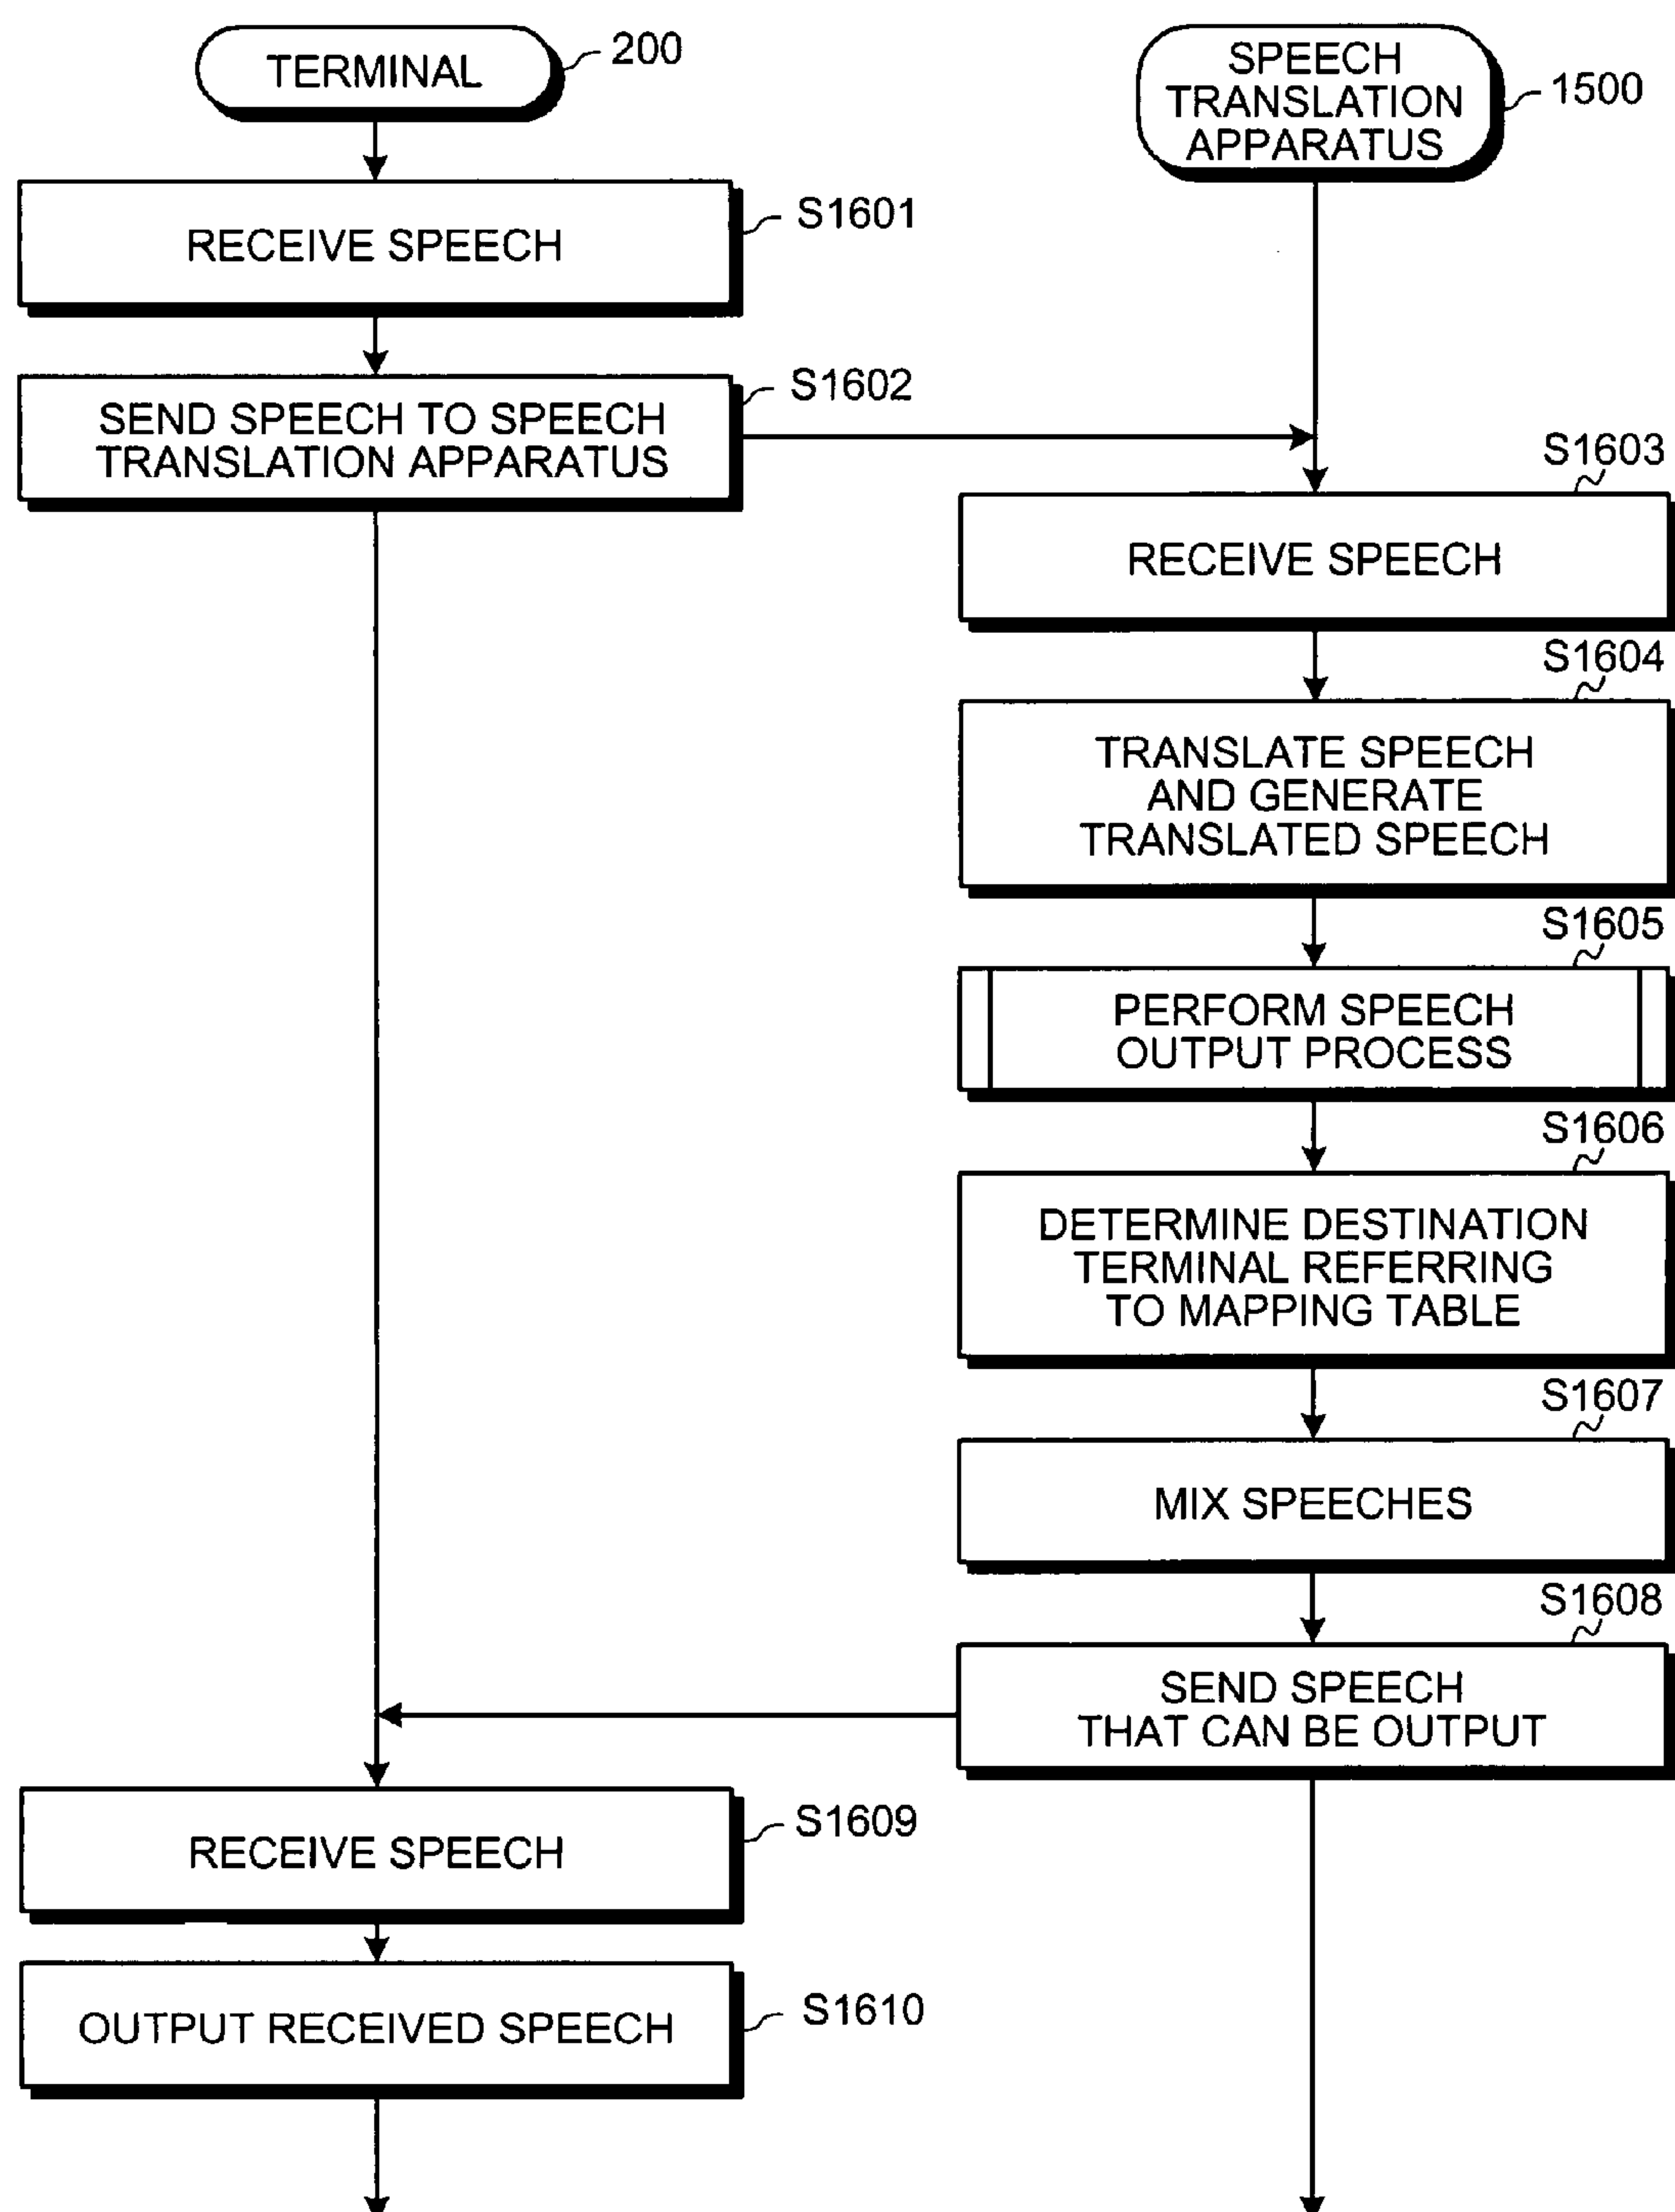 TERMINAL
200
SPEECH
TRANSLATION
APPARATUS
1500
RECEIVE SPEECH
S1601
SEND SPEECH TO SPEECH
TRANSLATION APPARATUS
S1602
S1603
RECEIVE SPEECH
S1604
TRANSLATE SPEECH
AND GENERATE
TRANSLATED SPEECH
S1605
PERFORM SPEECH
OUTPUT PROCESS
S1606
DETERMINE DESTINATION
TERMINAL REFERRING
TO MAPPING TABLE
S1607
MIX SPEECHES
S1608
SEND SPEECH
THAT CAN BE OUTPUT
RECEIVE SPEECH
S1609
OUTPUT RECEIVED SPEECH
S1610